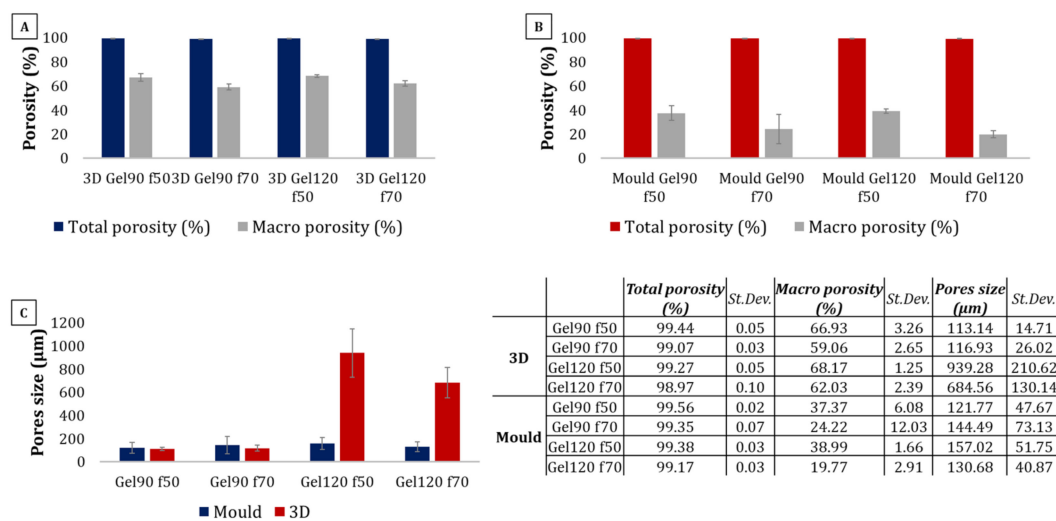 A
Porosity (%)
100
80
60
40
20
0
3D Gel90 f50
3D Gel90 f70
3D Gel120 f50
3D Gel120 f70
Total porosity (%)
Macro porosity (%)
B
Porosity (%)
100
80
60
40
20
0
Mould Gel90 f50
Mould Gel90 f70
Mould Gel120 f50
Mould Gel120 f70
Total porosity (%)
Macro porosity (%)
C
Pores size (μm)
1200
1000
800
600
400
200
0
Gel90 f50
Gel90 f70
Gel120 f50
Gel120 f70
Mould
3D
Total porosity (%) St.Dev. Macro porosity (%) St.Dev. Pores size (μm) St.Dev.
3D
Gel90 f50 99.44 0.05 66.93 3.26 113.14 14.71
Gel90 f70 99.07 0.03 59.06 2.65 116.93 26.02
Gel120 f50 99.27 0.05 68.17 1.25 939.28 210.62
Gel120 f70 98.97 0.10 62.03 2.39 684.56 130.14
Mould
Gel90 f50 99.56 0.02 37.37 6.08 121.77 47.67
Gel90 f70 99.35 0.07 24.22 12.03 144.49 73.13
Gel120 f50 99.38 0.03 38.99 1.66 157.02 51.75
Gel120 f70 99.17 0.03 19.77 2.91 130.68 40.87